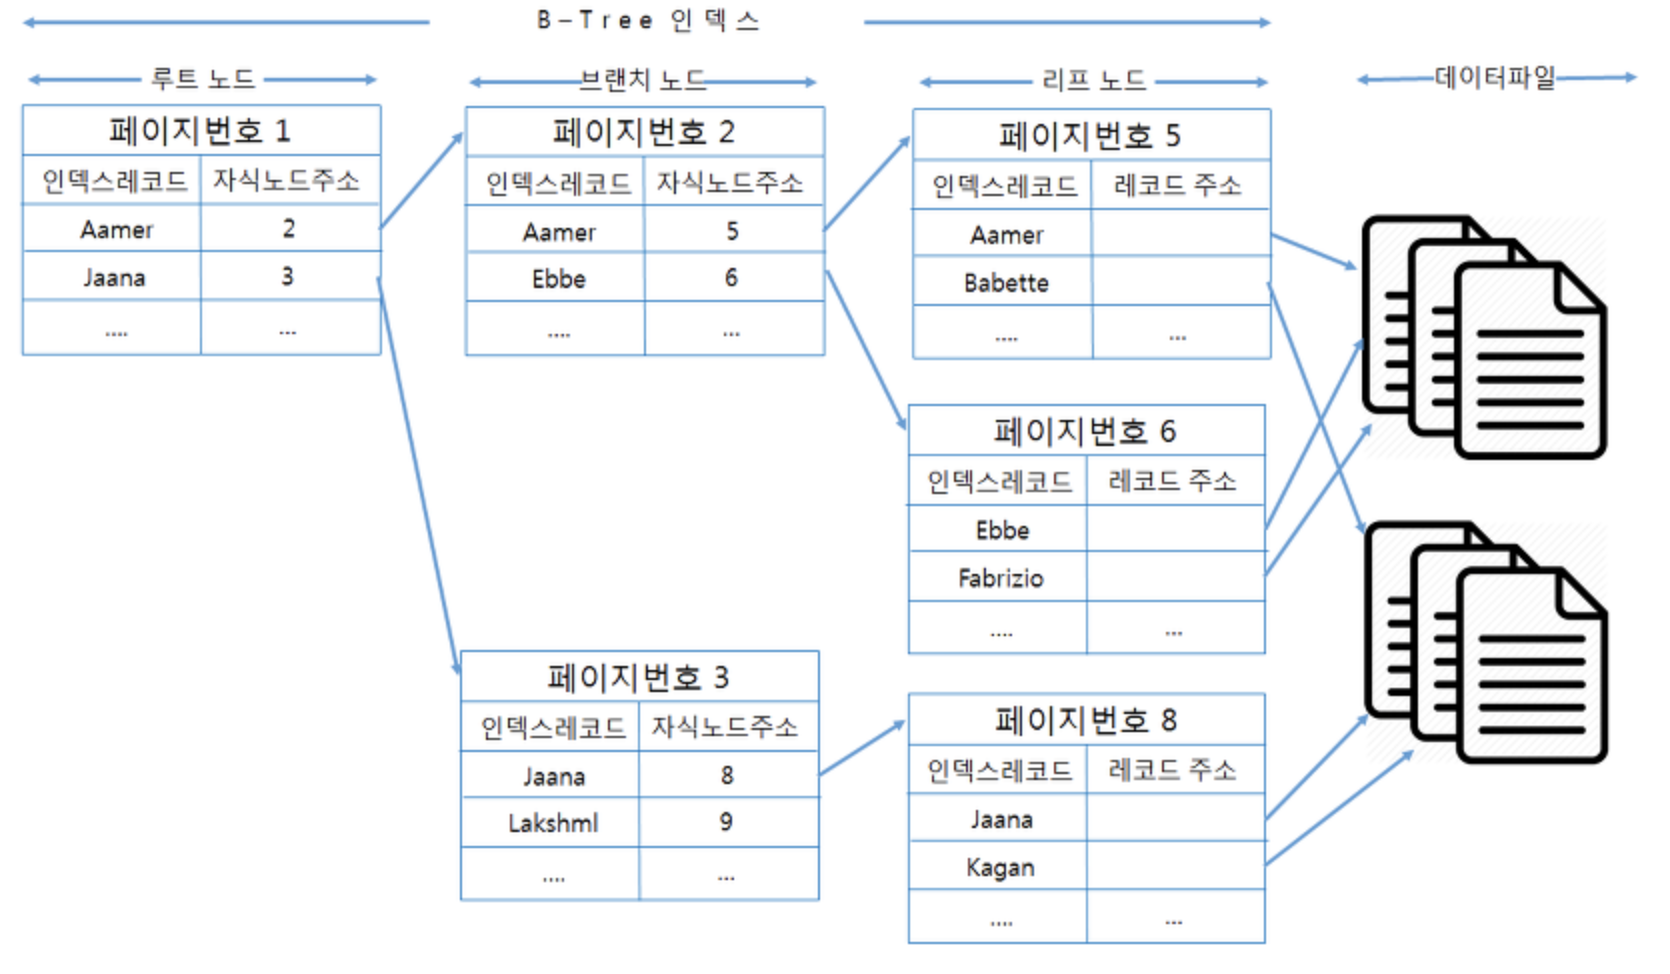 B-Tree 인덱스
루트 노드
브랜치 노드
리프 노드
데이터파일
페이지번호 1
인덱스레코드 자식노드주소
Aamer 2
Jaana 3
.... ...
페이지번호 2
인덱스레코드 자식노드주소
Aamer 5
Ebbe 6
.... ...
페이지번호 3
인덱스레코드 자식노드주소
Jaana 8
Lakshml 9
.... ...
페이지번호 5
인덱스레코드 레코드 주소
Aamer
Babette
.... ...
페이지번호 6
인덱스레코드 레코드 주소
Ebbe
Fabrizio
.... ...
페이지번호 8
인덱스레코드 레코드 주소
Jaana
Kagan
.... ...